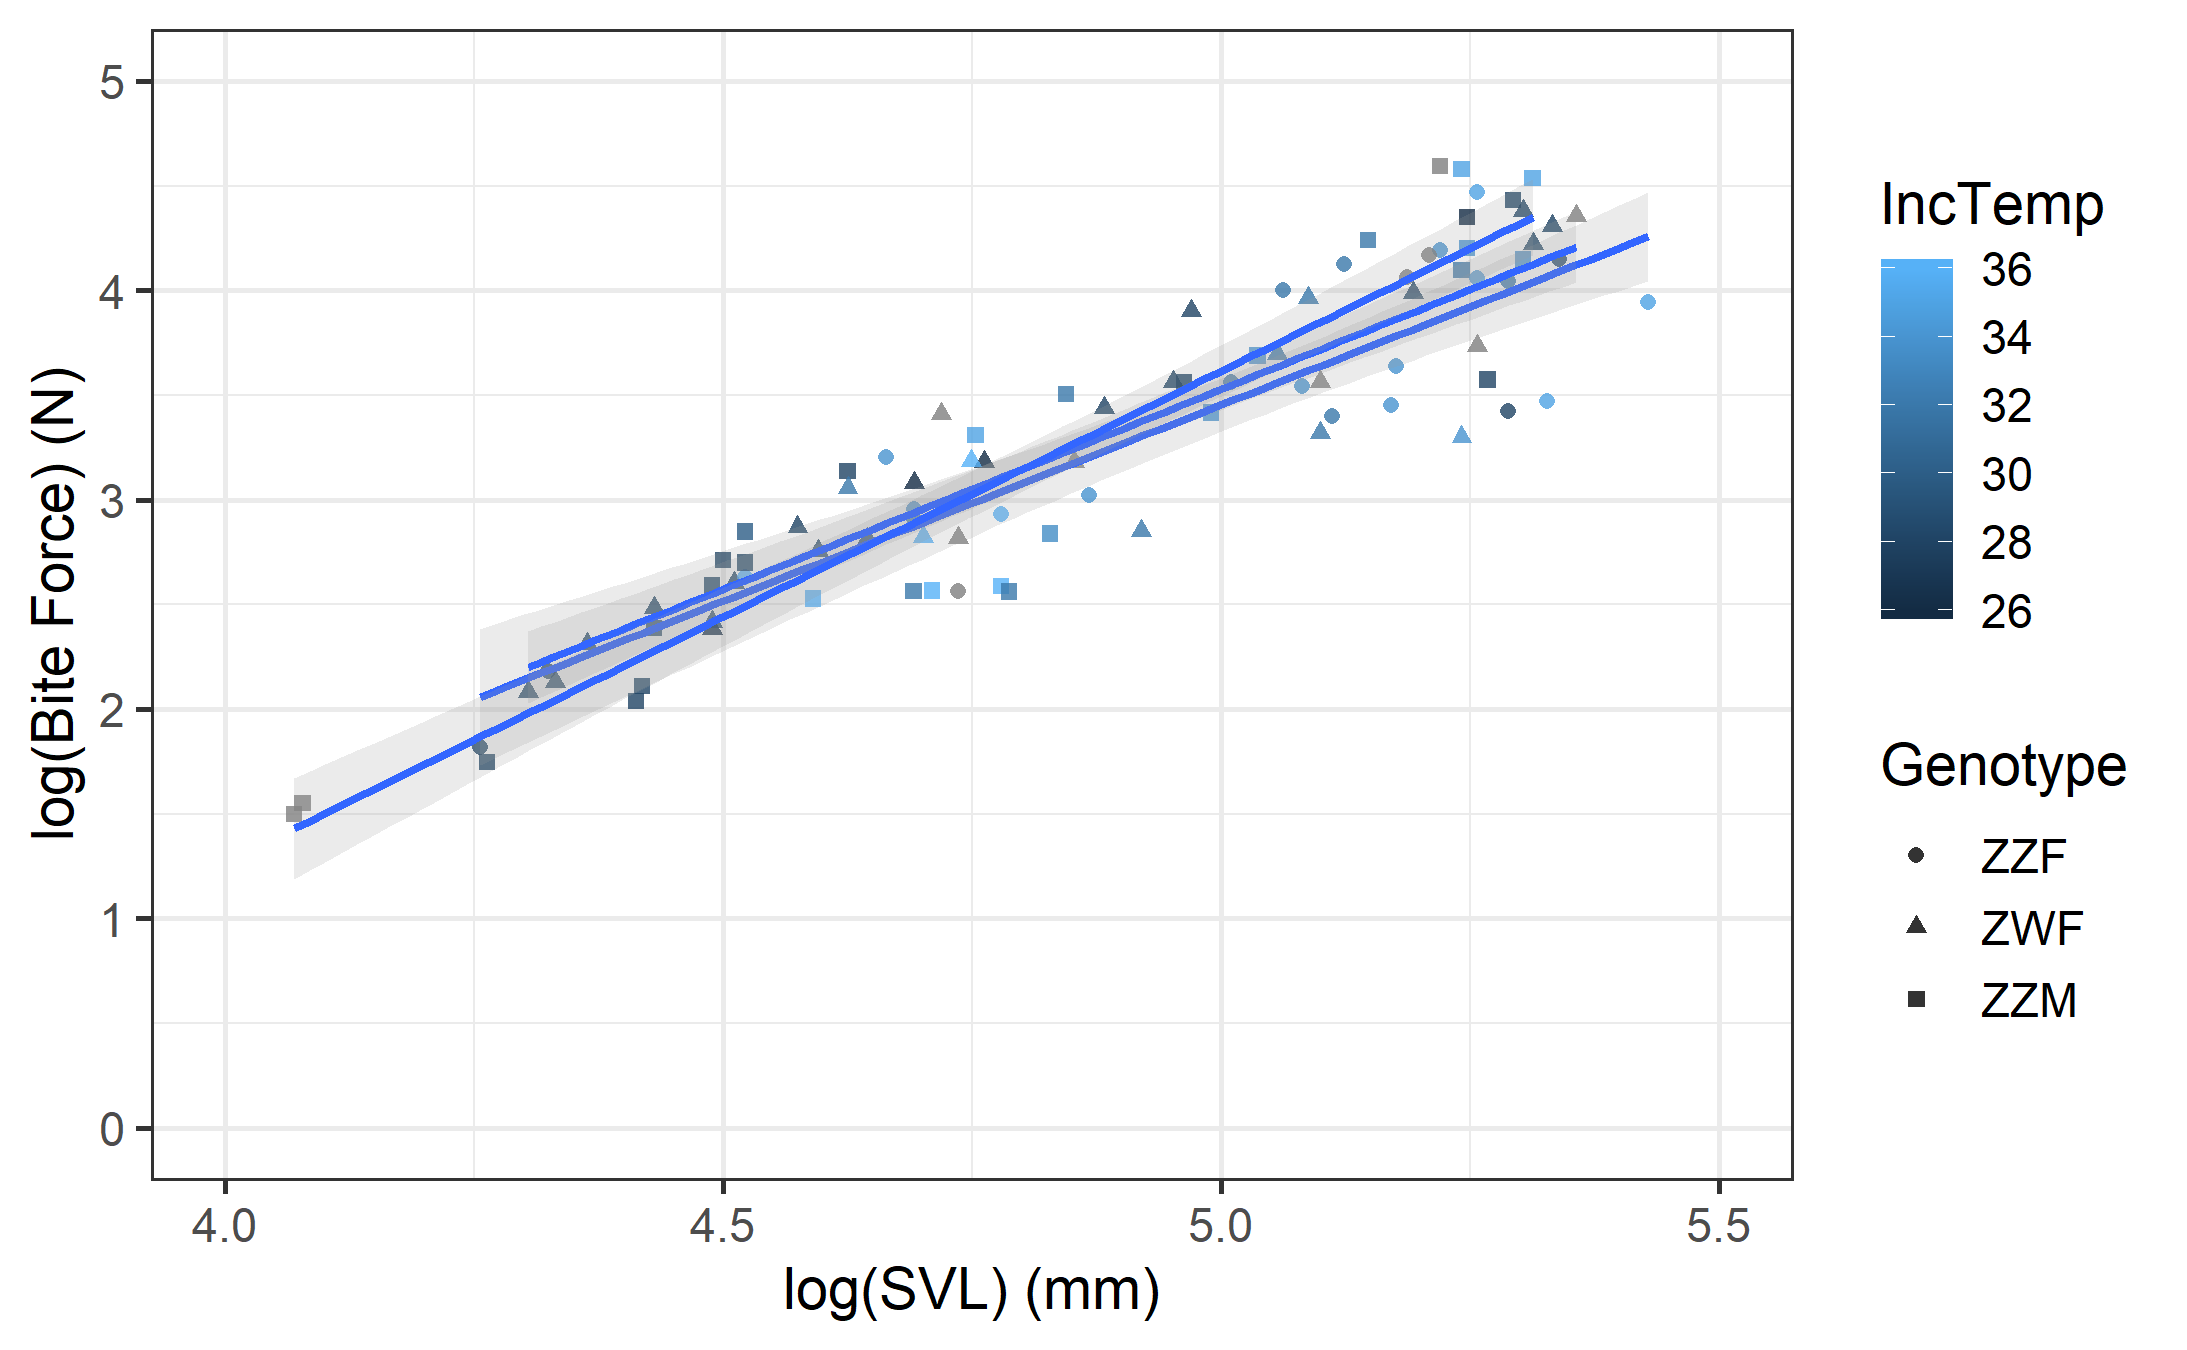 5
4
3
2
1
0
log(Bite Force) (N)
4.0 4.5 5.0 5.5
log(SVL) (mm)
IncTemp
36
34
32
30
28
26
Genotype
ZZF
ZWF
ZZM